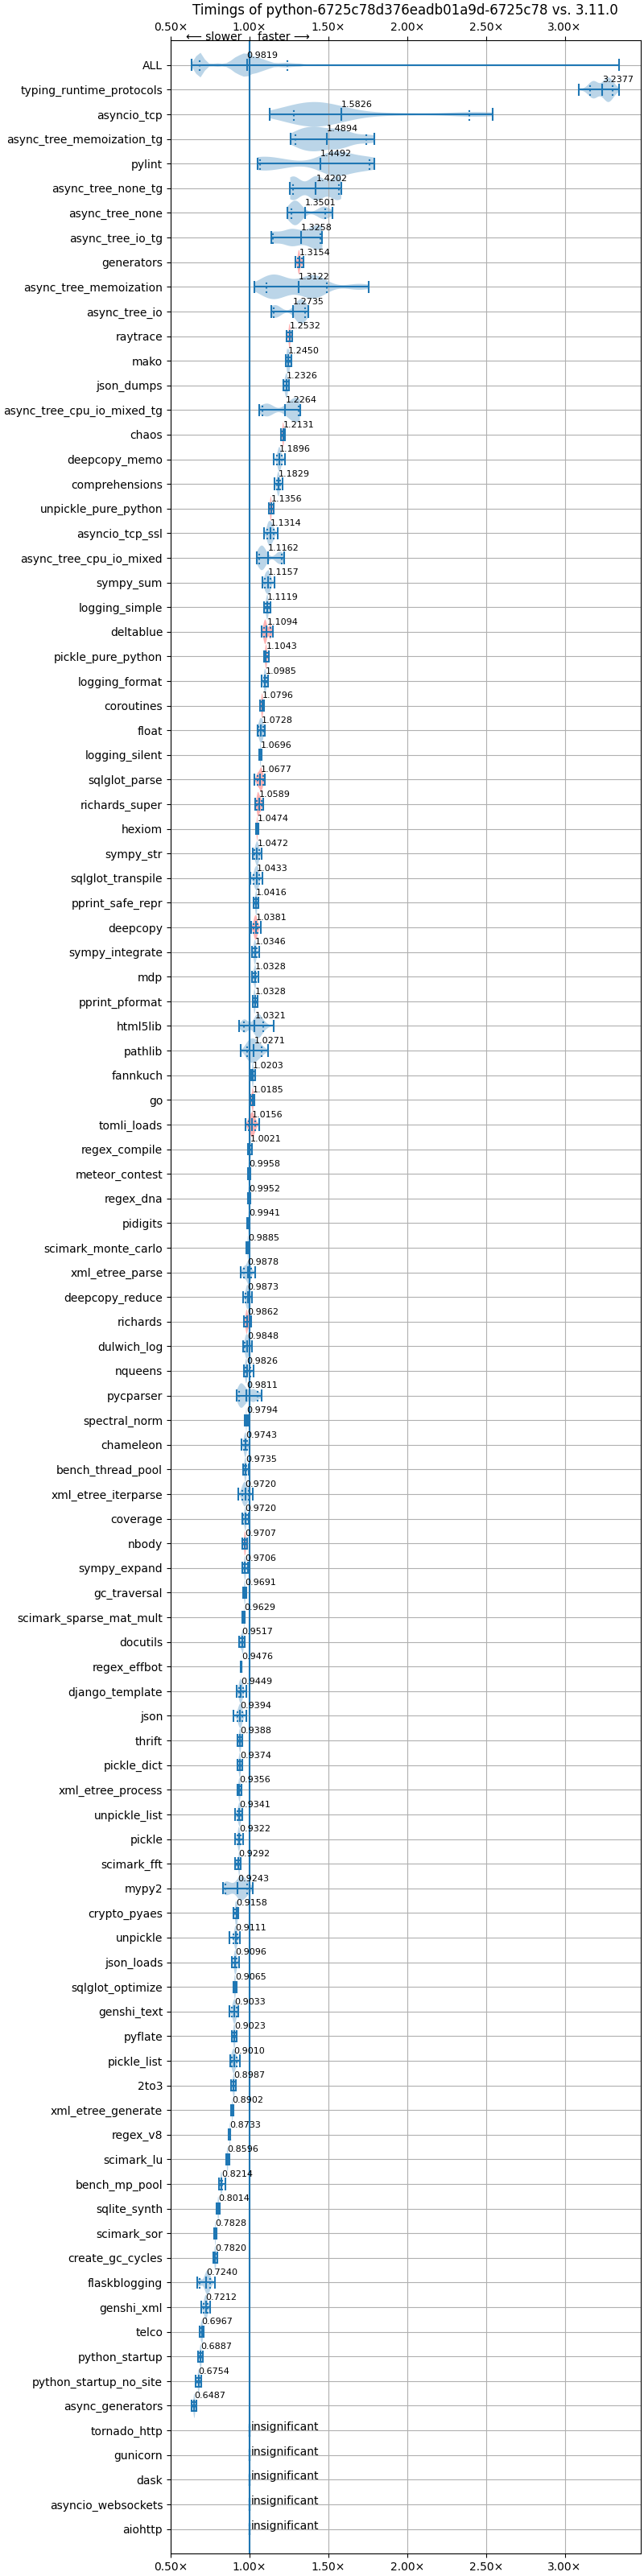 Timings of python-6725c78d376eadb01a9d-6725c78 vs. 3.11.0
0.50× 1.00× 1.50× 2.00× 2.50× 3.00×
⟵ slower faster ⟶
ALL 0.9819
typing_runtime_protocols 3.2377
asyncio_tcp 1.5826
async_tree_memoization_tg 1.4894
pylint 1.4492
async_tree_none_tg 1.4202
async_tree_none 1.3501
async_tree_io_tg 1.3258
generators 1.3154
async_tree_memoization 1.3122
async_tree_io 1.2735
raytrace 1.2532
mako 1.2450
json_dumps 1.2326
async_tree_cpu_io_mixed_tg 1.2264
chaos 1.2131
deepcopy_memo 1.1896
comprehensions 1.1829
unpickle_pure_python 1.1356
asyncio_tcp_ssl 1.1314
async_tree_cpu_io_mixed 1.1162
sympy_sum 1.1157
logging_simple 1.1119
deltablue 1.1094
pickle_pure_python 1.1043
logging_format 1.0985
coroutines 1.0796
float 1.0728
logging_silent 1.0696
sqlglot_parse 1.0677
richards_super 1.0589
hexiom 1.0474
sympy_str 1.0472
sqlglot_transpile 1.0433
pprint_safe_repr 1.0416
deepcopy 1.0381
sympy_integrate 1.0346
mdp 1.0328
pprint_pformat 1.0328
html5lib 1.0321
pathlib 1.0271
fannkuch 1.0203
go 1.0185
tomli_loads 1.0156
regex_compile 1.0021
meteor_contest 0.9958
regex_dna 0.9952
pidigits 0.9941
scimark_monte_carlo 0.9885
xml_etree_parse 0.9878
deepcopy_reduce 0.9873
richards 0.9862
dulwich_log 0.9848
nqueens 0.9826
pycparser 0.9811
spectral_norm 0.9794
chameleon 0.9743
bench_thread_pool 0.9735
xml_etree_iterparse 0.9720
coverage 0.9720
nbody 0.9707
sympy_expand 0.9706
gc_traversal 0.9691
scimark_sparse_mat_mult 0.9629
docutils 0.9517
regex_effbot 0.9476
django_template 0.9449
json 0.9394
thrift 0.9388
pickle_dict 0.9374
xml_etree_process 0.9356
unpickle_list 0.9341
pickle 0.9322
scimark_fft 0.9292
mypy2 0.9243
crypto_pyaes 0.9158
unpickle 0.9111
json_loads 0.9096
sqlglot_optimize 0.9065
genshi_text 0.9033
pyflate 0.9023
pickle_list 0.9010
2to3 0.8987
xml_etree_generate 0.8902
regex_v8 0.8733
scimark_lu 0.8596
bench_mp_pool 0.8214
sqlite_synth 0.8014
scimark_sor 0.7828
create_gc_cycles 0.7820
flaskblogging 0.7240
genshi_xml 0.7212
telco 0.6967
python_startup 0.6887
python_startup_no_site 0.6754
async_generators 0.6487
tornado_http insignificant
gunicorn insignificant
dask insignificant
asyncio_websockets insignificant
aiohttp insignificant
0.50× 1.00× 1.50× 2.00× 2.50× 3.00×